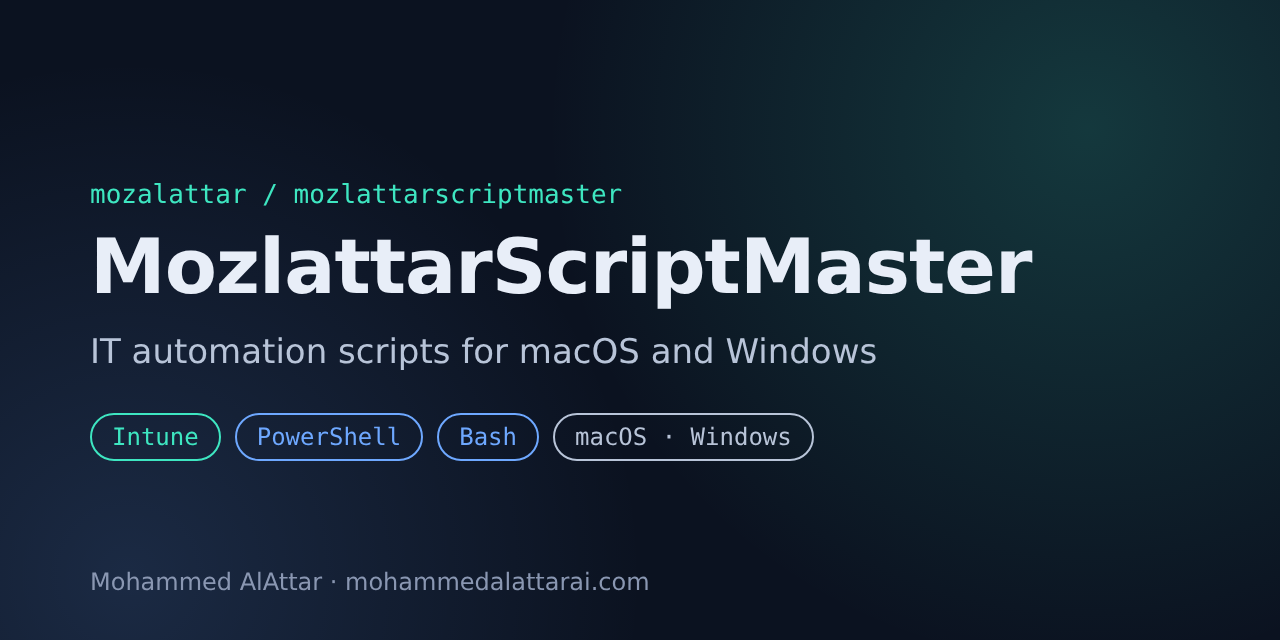 mozalattar / mozlattarscriptmaster
MozlattarScriptMaster
IT automation scripts for macOS and Windows
Intune PowerShell Bash macOS · Windows
Mohammed AlAttar · mohammedalattarai.com